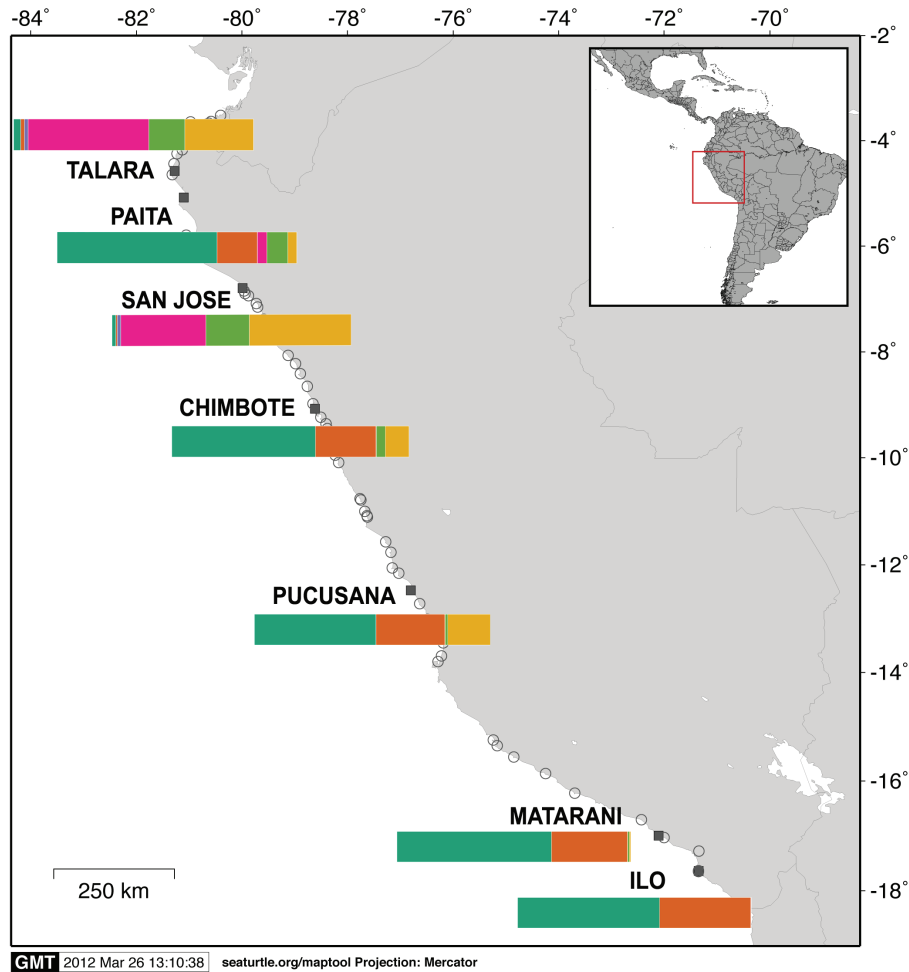 -84˚ -82˚ -80˚ -78˚ -76˚ -74˚ -72˚ -70˚
-2˚
-4˚
TALARA
PAITA
-6˚
SAN JOSE
-8˚
CHIMBOTE
-10˚
-12˚
PUCUSANA
-14˚
-16˚
MATARANI
ILO
250 km
-18˚
GMT 2012 Mar 26 13:10:38 seaturtle.org/maptool Projection: Mercator